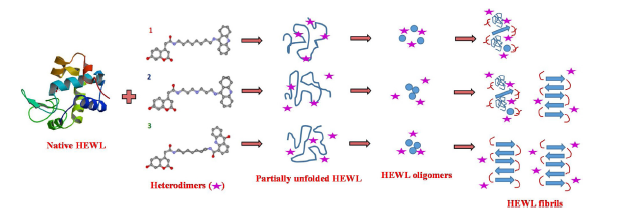 1
2
3
Native HEWL
Heterodimers (★)
Partially unfolded HEWL
HEWL oligomers
HEWL fibrils